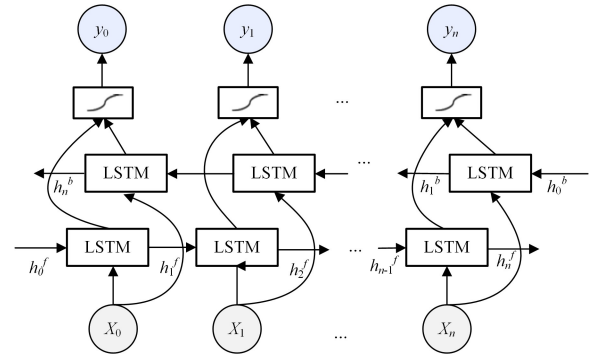 y0 y1 yn
...
LSTM LSTM ... LSTM
hn^b h1^b h0^b
LSTM LSTM ... LSTM
h0^f h1^f h2^f hn-1^f hn^f
X0 X1 ... Xn